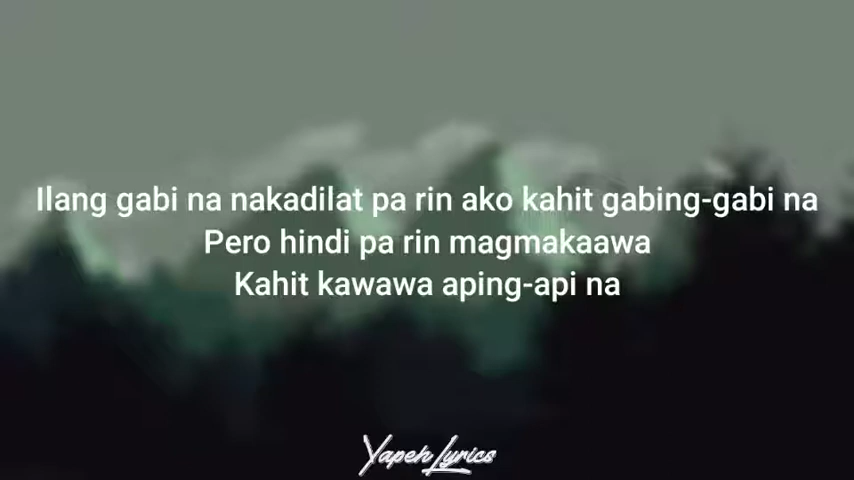 Ilang gabi na nakadilat pa rin ako kahit gabing-gabi na
Pero hindi pa rin magmakaawa
Kahit kawawa aping-api na
Yapeh Lyrics